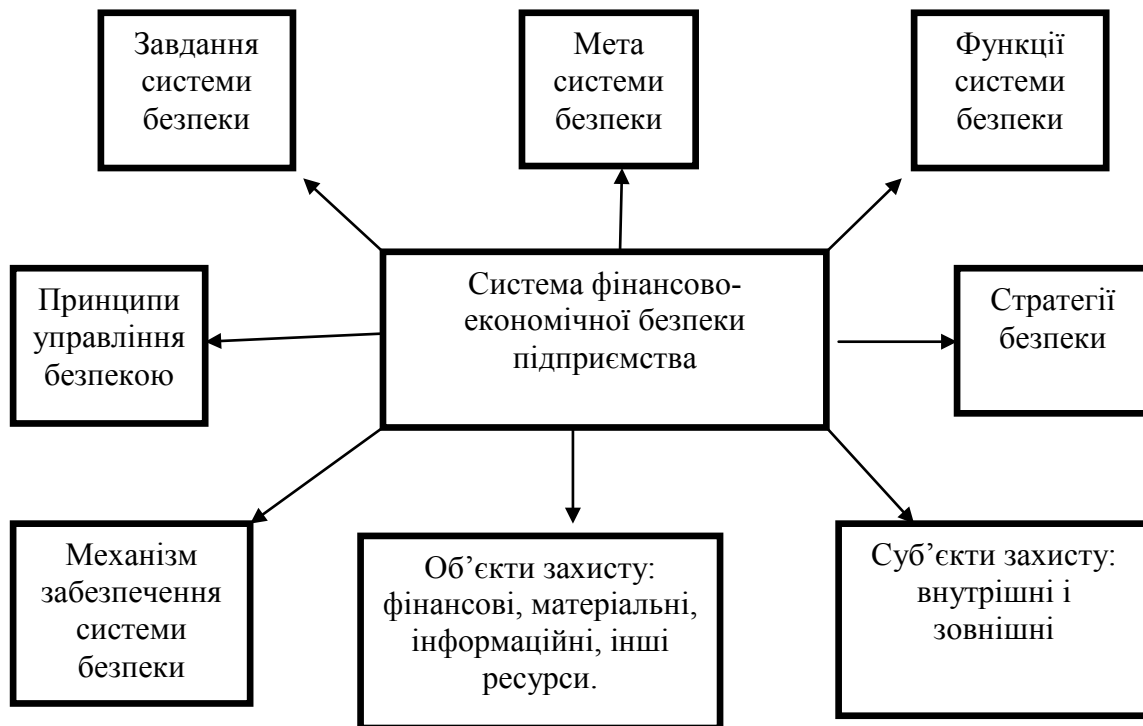 Завдання
системи
безпеки
Мета
системи
безпеки
Функції
системи
безпеки
Принципи
управління
безпекою
Система фінансово-
економічної безпеки
підприємства
Стратегії
безпеки
Механізм
забезпечення
системи
безпеки
Об’єкти захисту:
фінансові, матеріальні,
інформаційні, інші
ресурси.
Суб’єкти захисту:
внутрішні і
зовнішні